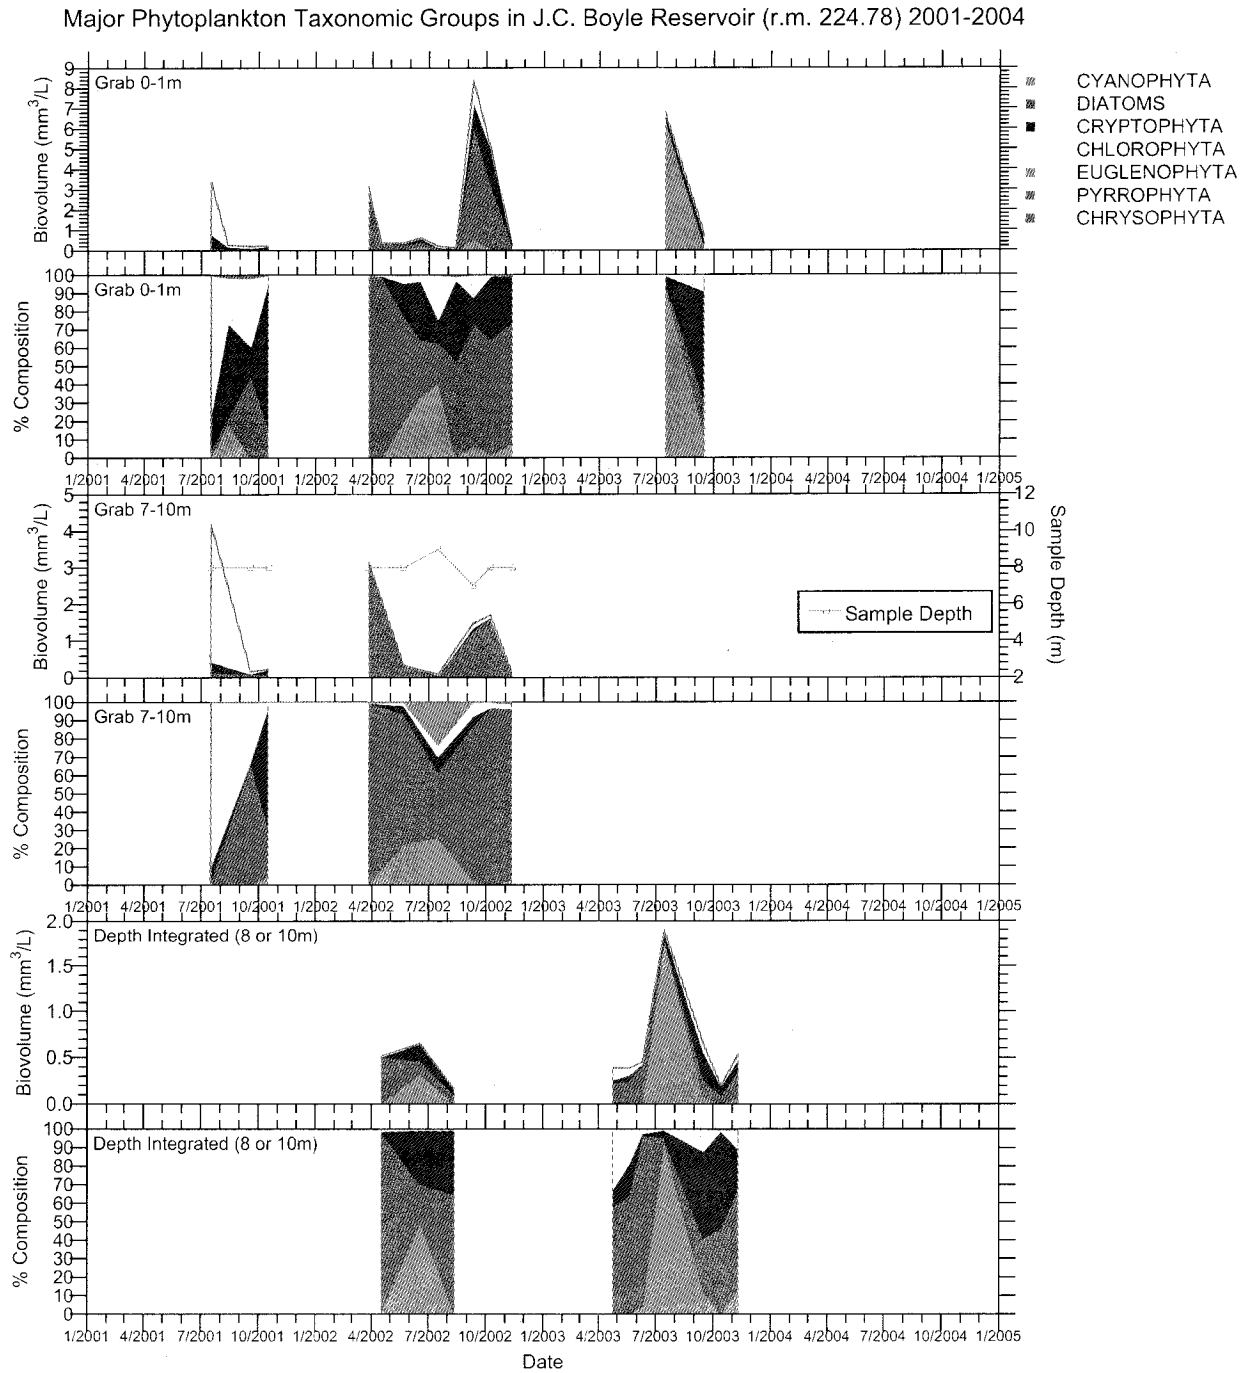 Major Phytoplankton Taxonomic Groups in J.C. Boyle Reservoir (r.m. 224.78) 2001-2004
CYANOPHYTA
DIATOMS
CRYPTOPHYTA
CHLOROPHYTA
EUGLENOPHYTA
PYRROPHYTA
CHRYSOPHYTA
Grab 0-1m
Biovolume (mm³/L)
9
8
7
6
5
4
3
2
1
0
Grab 0-1m
% Composition
100
90
80
70
60
50
40
30
20
10
0
1/2001 4/2001 7/2001 10/2001 1/2002 4/2002 7/2002 10/2002 1/2003 4/2003 7/2003 10/2003 1/2004 4/2004 7/2004 10/2004 1/2005
Grab 7-10m
Biovolume (mm³/L)
5
4
3
2
1
0
12
10
8
6
4
2
Sample Depth (m)
Sample Depth
Grab 7-10m
% Composition
100
90
80
70
60
50
40
30
20
10
0
1/2001 4/2001 7/2001 10/2001 1/2002 4/2002 7/2002 10/2002 1/2003 4/2003 7/2003 10/2003 1/2004 4/2004 7/2004 10/2004 1/2005
Depth Integrated (8 or 10m)
Biovolume (mm³/L)
2.0
1.5
1.0
0.5
0.0
Depth Integrated (8 or 10m)
% Composition
100
90
80
70
60
50
40
30
20
10
0
1/2001 4/2001 7/2001 10/2001 1/2002 4/2002 7/2002 10/2002 1/2003 4/2003 7/2003 10/2003 1/2004 4/2004 7/2004 10/2004 1/2005
Date